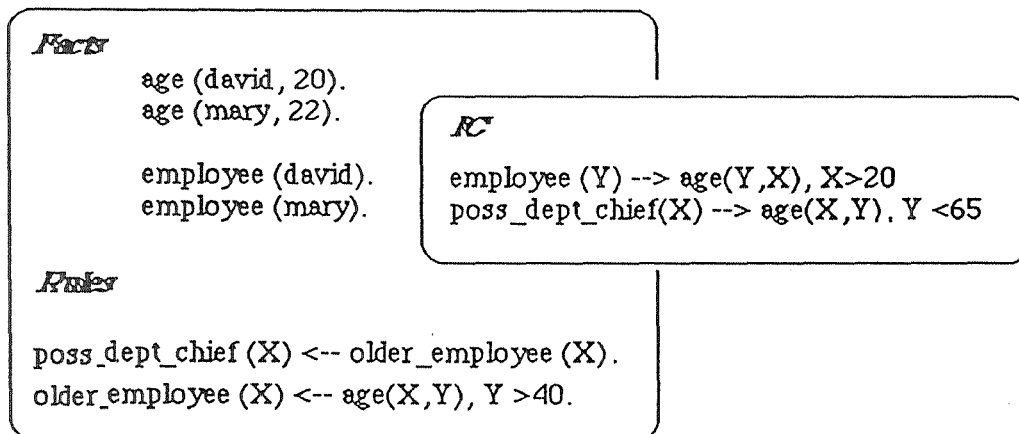 Facts
age (david, 20).
age (mary, 22).
employee (david).
employee (mary).
IC
employee (Y) --> age(Y,X), X>20
poss_dept_chief(X) --> age(X,Y), Y <65
Rules
poss_dept_chief (X) <-- older_employee (X).
older_employee (X) <-- age(X,Y), Y >40.